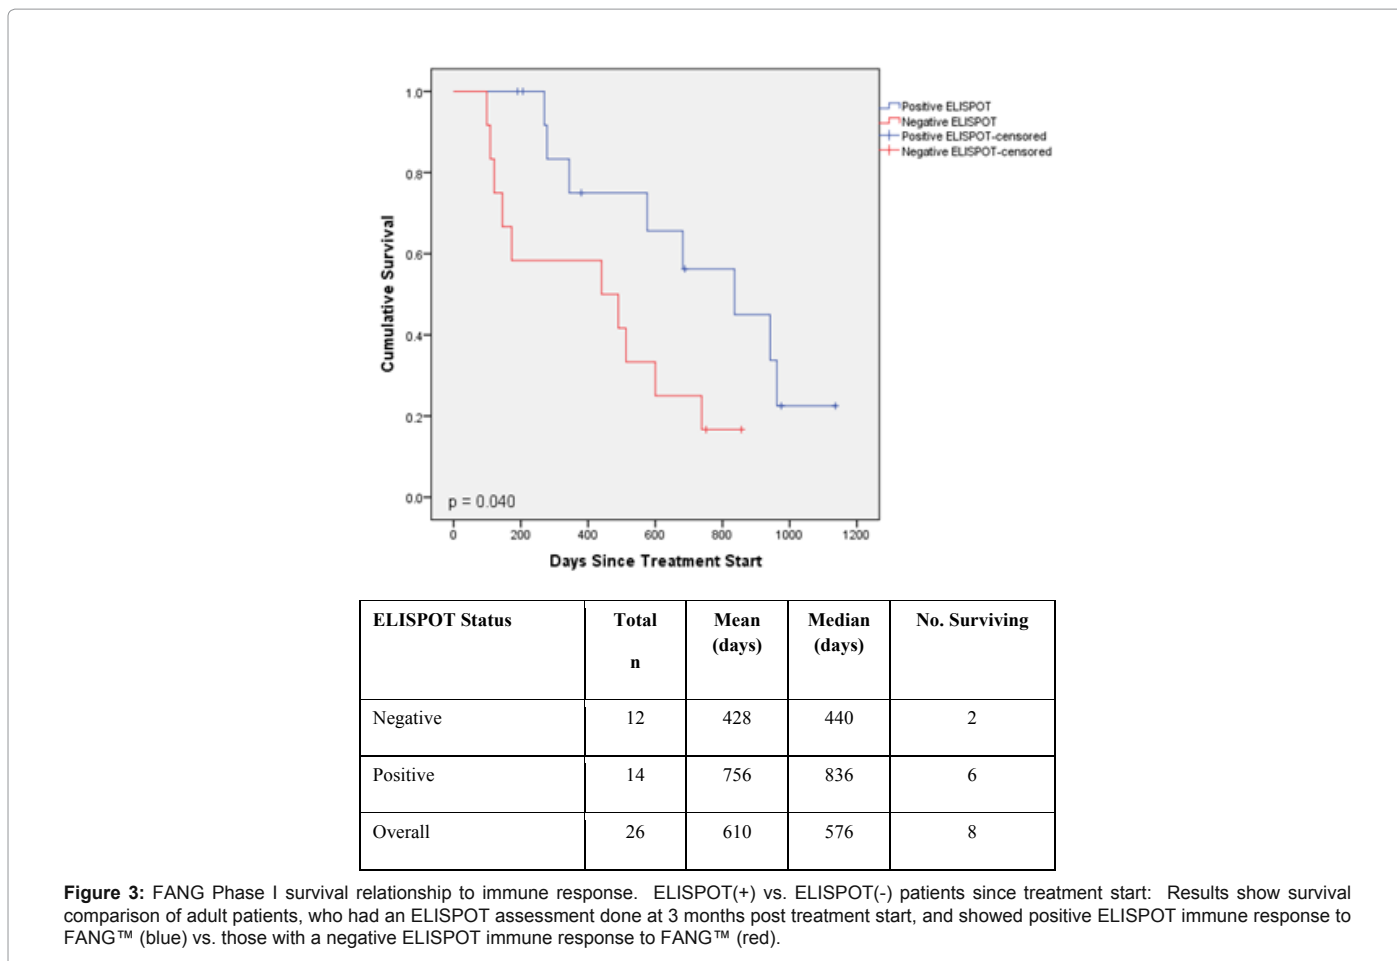 1.0
0.8
0.6
0.4
0.2
0.0
Cumulative Survival
p = 0.040
0 200 400 600 800 1000 1200
Days Since Treatment Start
Positive ELISPOT
Negative ELISPOT
Positive ELISPOT-censored
Negative ELISPOT-censored
ELISPOT Status Total n Mean (days) Median (days) No. Surviving
Negative 12 428 440 2
Positive 14 756 836 6
Overall 26 610 576 8
Figure 3: FANG Phase I survival relationship to immune response. ELISPOT(+) vs. ELISPOT(-) patients since treatment start: Results show survival
comparison of adult patients, who had an ELISPOT assessment done at 3 months post treatment start, and showed positive ELISPOT immune response to
FANG™ (blue) vs. those with a negative ELISPOT immune response to FANG™ (red).